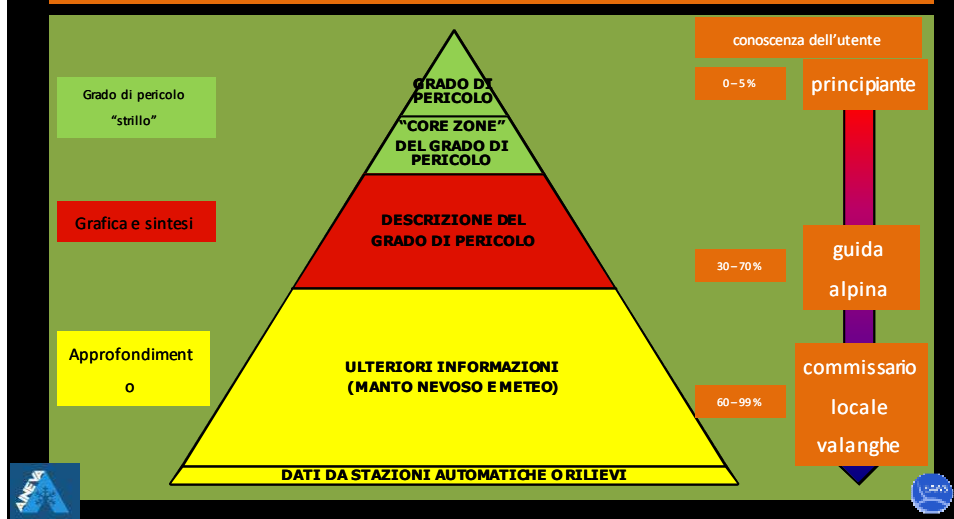 conoscenza dell'utente
Grado di pericolo
"strillo"
GRADO DI
PERICOLO
0 – 5 %
principiante
"CORE ZONE"
DEL GRADO DI
PERICOLO
Grafica e sintesi
DESCRIZIONE DEL
GRADO DI PERICOLO
30 – 70 %
guida
alpina
Approfondiment
o
ULTERIORI INFORMAZIONI
(MANTO NEVOSO E METEO)
60 – 99 %
commissario
locale
valanghe
DATI DA STAZIONI AUTOMATICHE O RILIEVI
AINEVA